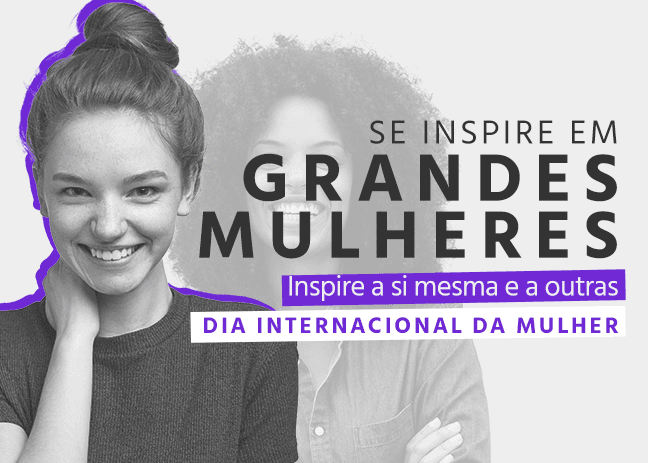 SE INSPIRE EM
GRANDES
MULHERES
Inspire a si mesma e a outras
DIA INTERNACIONAL DA MULHER